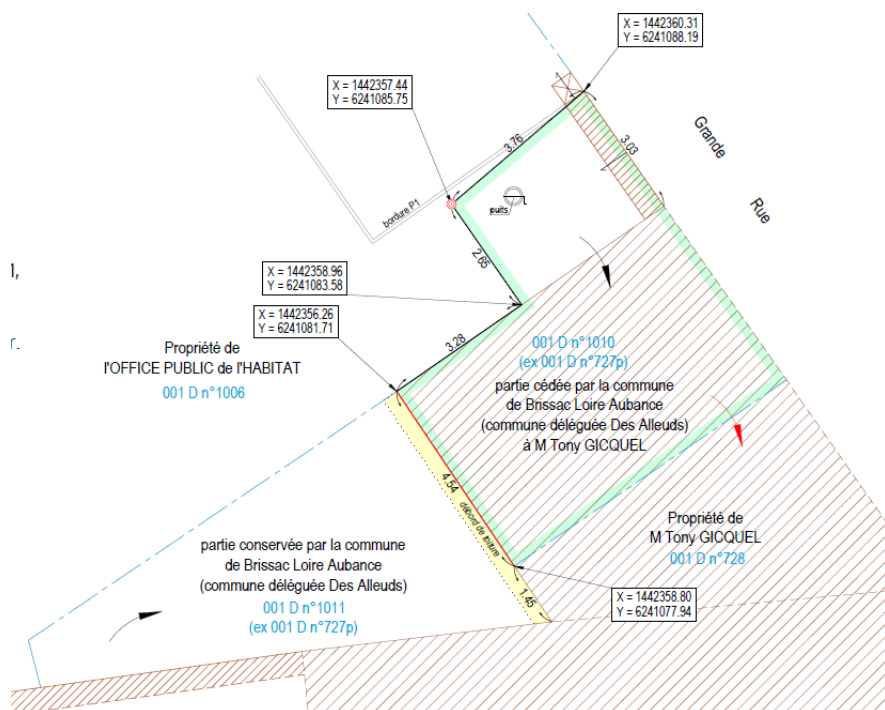 X = 1442360.31
Y = 6241088.19
X = 1442357.44
Y = 6241085.75
3.76
3.03
Grande
Rue
bordure P1
puits
2.65
X = 1442358.96
Y = 6241083.58
X = 1442356.26
Y = 6241081.71
1,
r.
3.28
Propriété de
l'OFFICE PUBLIC de l'HABITAT
001 D n°1006
001 D n°1010
(ex 001 D n°727p)
partie cédée par la commune
de Brissac Loire Aubance
(commune déléguée Des Alleuds)
à M Tony GICQUEL
4.54
débord de toiture
Propriété de
M Tony GICQUEL
001 D n°728
partie conservée par la commune
de Brissac Loire Aubance
(commune déléguée Des Alleuds)
001 D n°1011
(ex 001 D n°727p)
1.45
X = 1442358.80
Y = 6241077.94